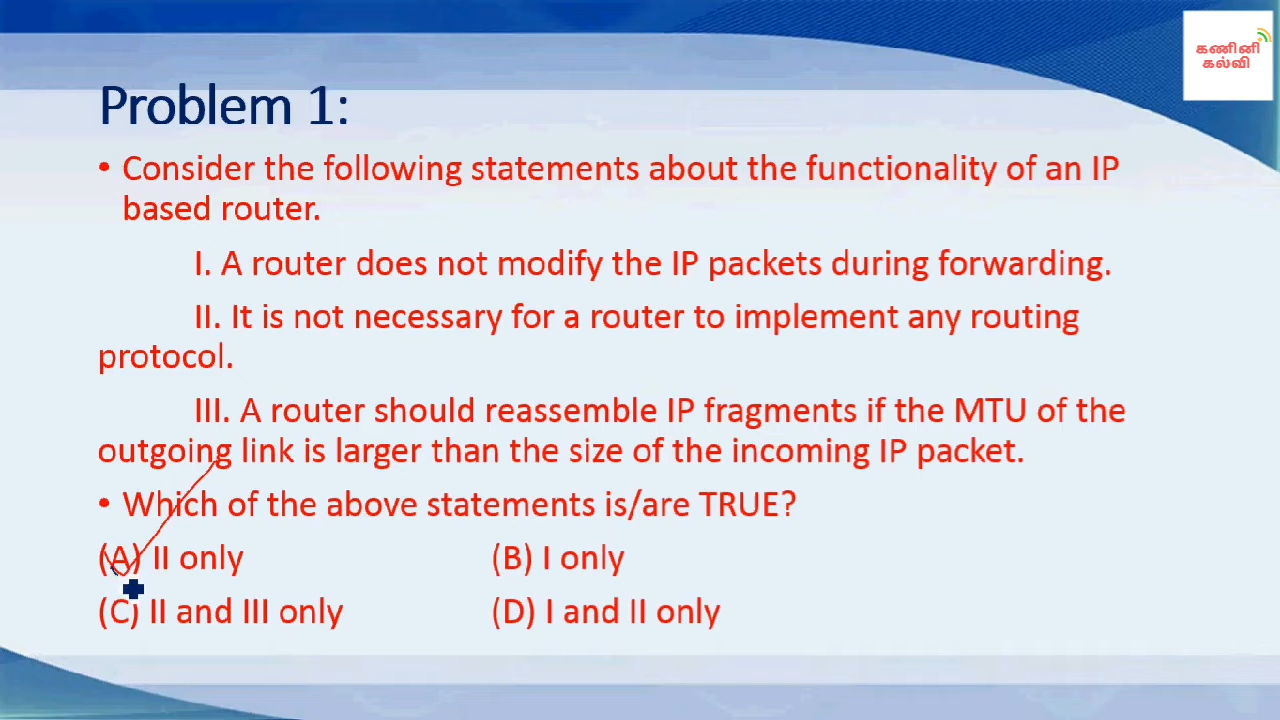 கணினி
கல்வி
Problem 1:
• Consider the following statements about the functionality of an IP
based router.
I. A router does not modify the IP packets during forwarding.
II. It is not necessary for a router to implement any routing
protocol.
III. A router should reassemble IP fragments if the MTU of the
outgoing link is larger than the size of the incoming IP packet.
• Which of the above statements is/are TRUE?
(A) II only (B) I only
(C) II and III only (D) I and II only